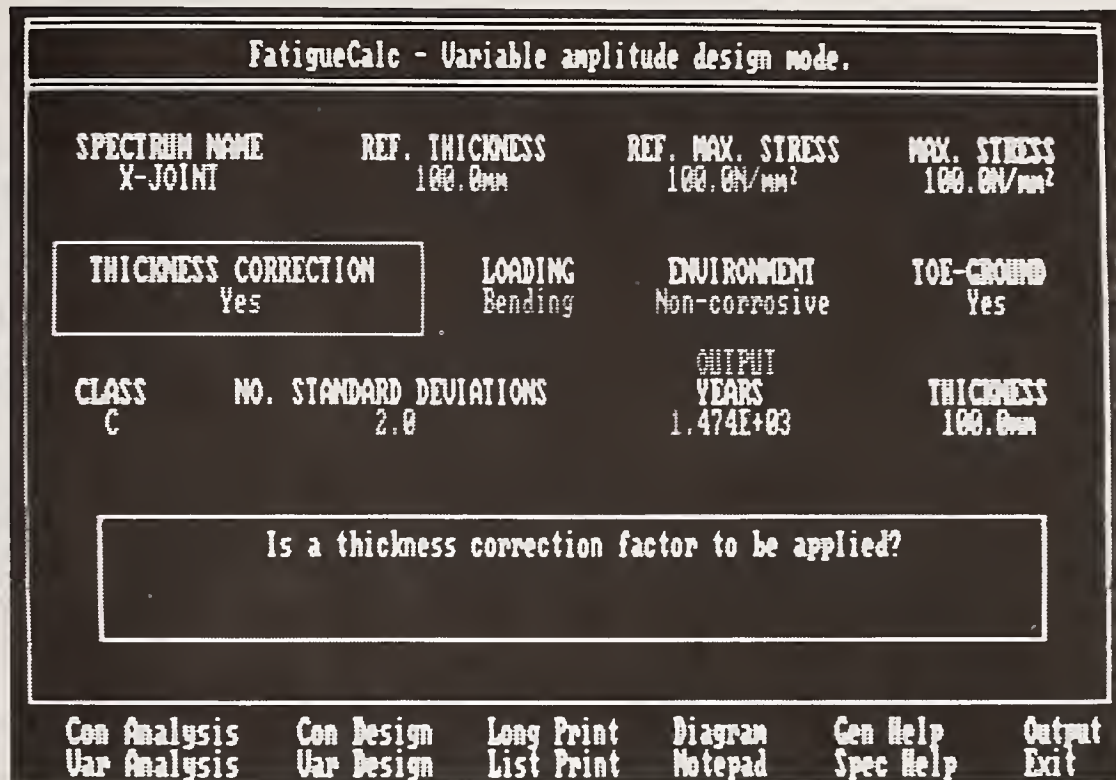 FatigueCalc - Variable amplitude design mode.
SPECTRUM NAME REF. THICKNESS REF. MAX. STRESS MAX. STRESS
X-JOINT 100.0mm 100.0N/mm² 100.0N/mm²
THICKNESS CORRECTION LOADING ENVIRONMENT TOE-GROUND
Yes Bending Non-corrosive Yes
OUTPUT
CLASS NO. STANDARD DEVIATIONS YEARS THICKNESS
C 2.0 1.474E+03 100.0mm
Is a thickness correction factor to be applied?
Con Analysis Con Design Long Print Diagram Gen Help Output
Var Analysis Var Design List Print Notepad Spec Help Exit